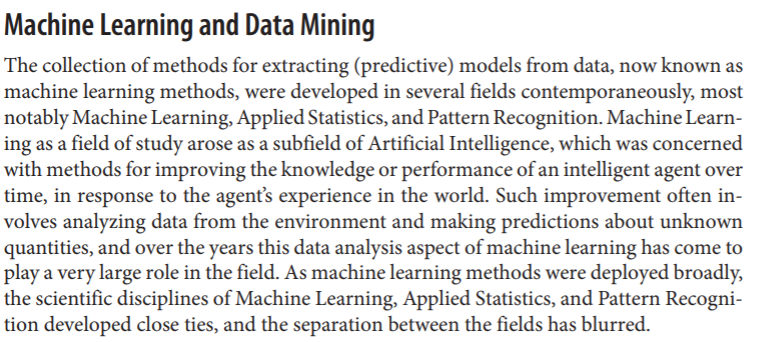 Machine Learning and Data Mining
The collection of methods for extracting (predictive) models from data, now known as
machine learning methods, were developed in several fields contemporaneously, most
notably Machine Learning, Applied Statistics, and Pattern Recognition. Machine Learn-
ing as a field of study arose as a subfield of Artificial Intelligence, which was concerned
with methods for improving the knowledge or performance of an intelligent agent over
time, in response to the agent’s experience in the world. Such improvement often in-
volves analyzing data from the environment and making predictions about unknown
quantities, and over the years this data analysis aspect of machine learning has come to
play a very large role in the field. As machine learning methods were deployed broadly,
the scientific disciplines of Machine Learning, Applied Statistics, and Pattern Recogni-
tion developed close ties, and the separation between the fields has blurred.